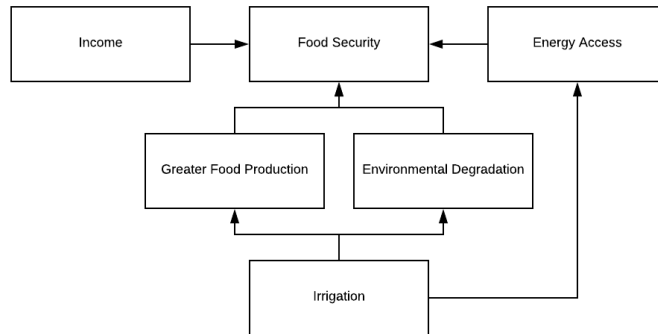 Income
Food Security
Energy Access
Greater Food Production
Environmental Degradation
Irrigation